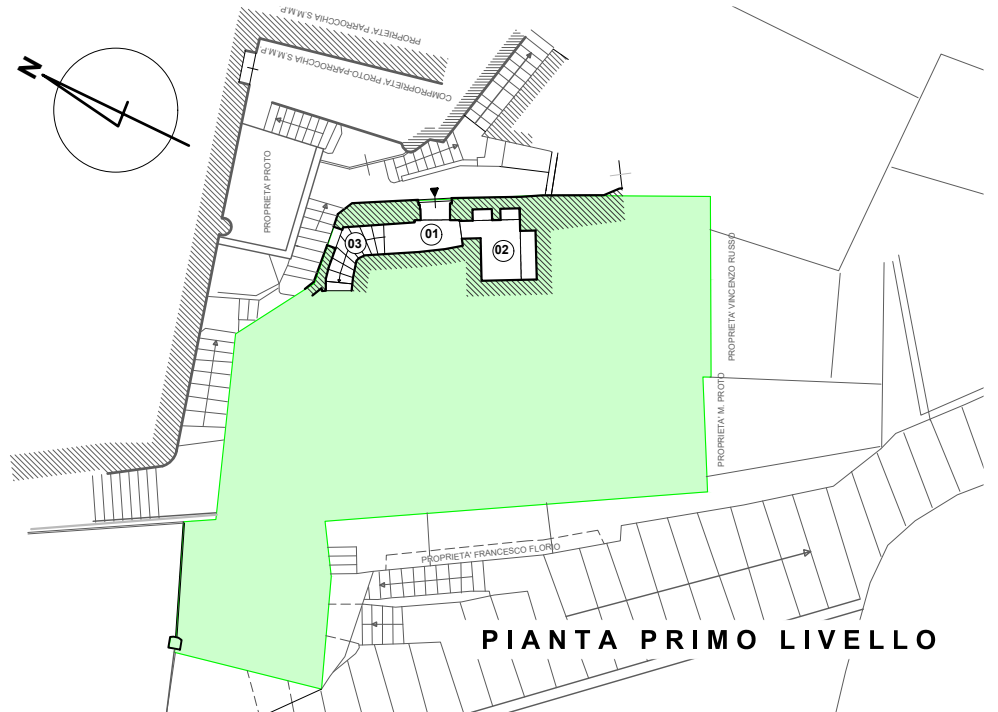 PROPRIETA' PARROCCHIA S.M.M.P
COMPROPRIETA' PROTO-PARROCCHIA S.M.M.P
N
PROPRIETA' PROTO
01
03
02
PROPRIETA' VINCENZO RUSSO
PROPRIETA' M. PROTO
PROPRIETA' FRANCESCO FLORIO
PIANTA PRIMO LIVELLO